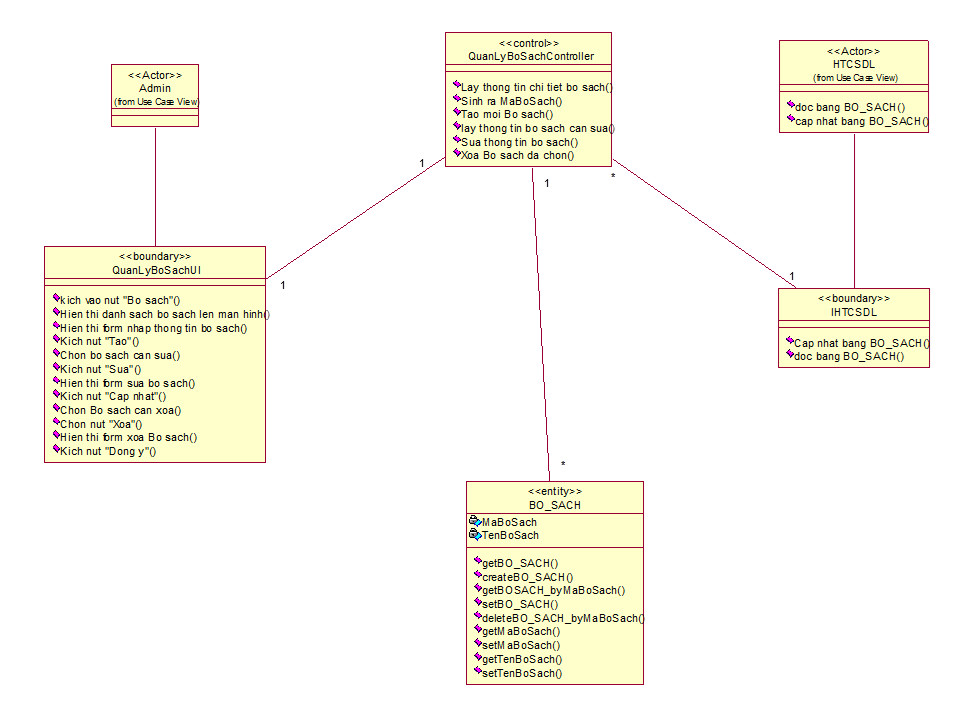 <<Actor>>
Admin
(from Use Case View)
<<control>>
QuanLyBoSachController
Lay thong tin chi tiet bo sach()
Sinh ra MaBoSach()
Tao moi Bo sach()
lay thong tin bo sach can sua()
Sua thong tin bo sach()
Xoa Bo sach da chon()
<<Actor>>
HTCSDL
(from Use Case View)
doc bang BO_SACH()
cap nhat bang BO_SACH()
1
1
*
1
1
*
<<boundary>>
QuanLyBoSachUI
kich vao nut "Bo sach"()
Hien thi danh sach bo sach len man hinh()
Hien thi form nhap thong tin bo sach()
Kich nut "Tao"()
Chon bo sach can sua()
Kich nut "Sua"()
Hien thi form sua bo sach()
Kich nut "Cap nhat"()
Chon Bo sach can xoa()
Chon nut "Xoa"()
Hien thi form xoa Bo sach()
Kich nut "Dong y"()
<<boundary>>
IHTCSDL
Cap nhat bang BO_SACH()
doc bang BO_SACH()
<<entity>>
BO_SACH
MaBoSach
TenBoSach
getBO_SACH()
createBO_SACH()
getBOSACH_byMaBoSach()
setBO_SACH()
deleteBO_SACH_byMaBoSach()
getMaBoSach()
setMaBoSach()
getTenBoSach()
setTenBoSach()